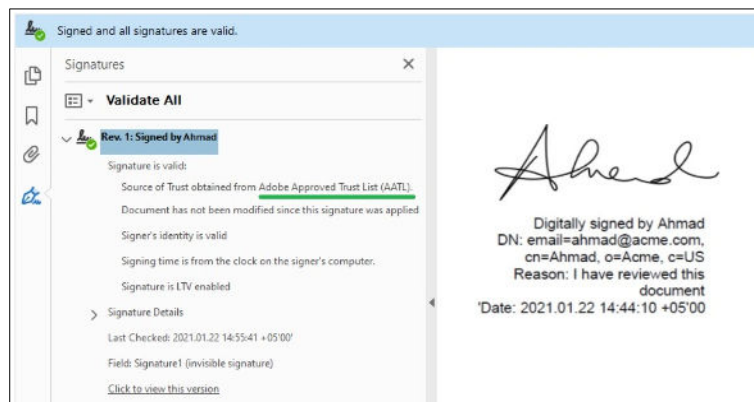 Signed and all signatures are valid.
Signatures
Validate All
Rev. 1: Signed by Ahmad
Signature is valid:
Source of Trust obtained from Adobe Approved Trust List (AATL).
Document has not been modified since this signature was applied
Signer's identity is valid
Signing time is from the clock on the signer's computer.
Signature is LTV enabled
Signature Details
Last Checked: 2021.01.22 14:55:41 +05'00'
Field: Signature1 (invisible signature)
Click to view this version
Ahmad
Digitally signed by Ahmad
DN: email=ahmad@acme.com,
cn=Ahmad, o=Acme, c=US
Reason: I have reviewed this
document
'Date: 2021.01.22 14:44:10 +05'00